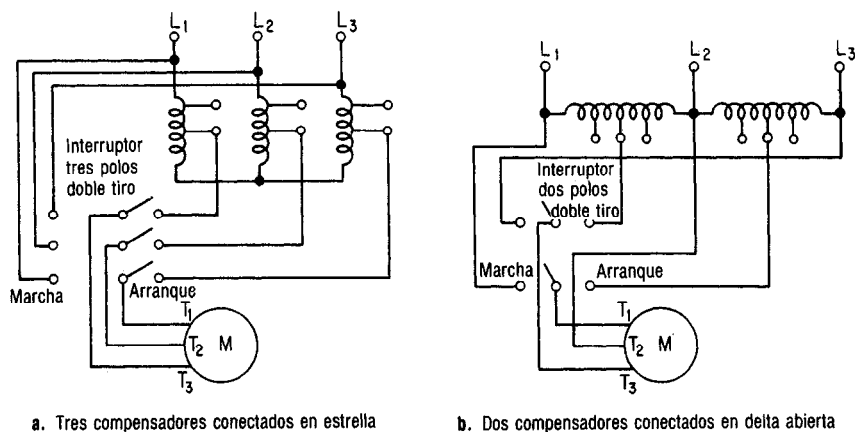 L1
L2
L3
Interruptor
tres polos
doble tiro
Marcha
Arranque
T1
T2
M
T3
a. Tres compensadores conectados en estrella
L1
L2
L3
Interruptor
dos polos
doble tiro
Marcha
Arranque
T1
T2
M
T3
b. Dos compensadores conectados en delta abierta